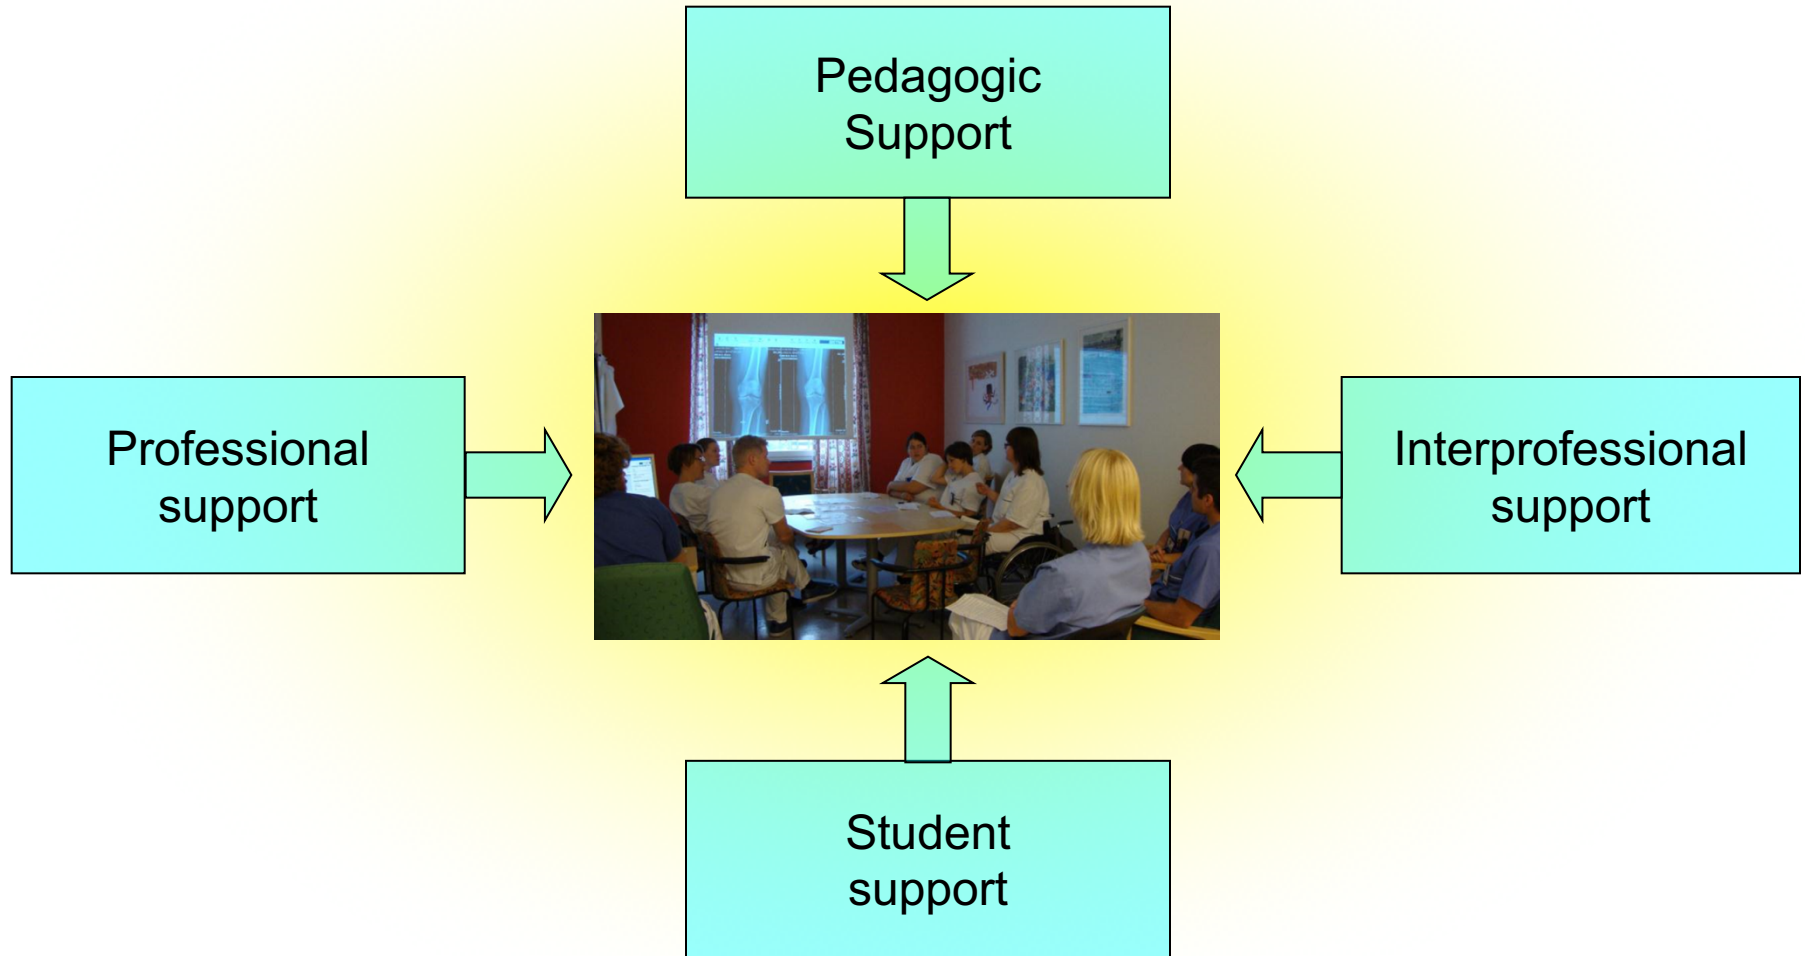 Pedagogic
Support
Professional
support
Interprofessional
support
Student
support